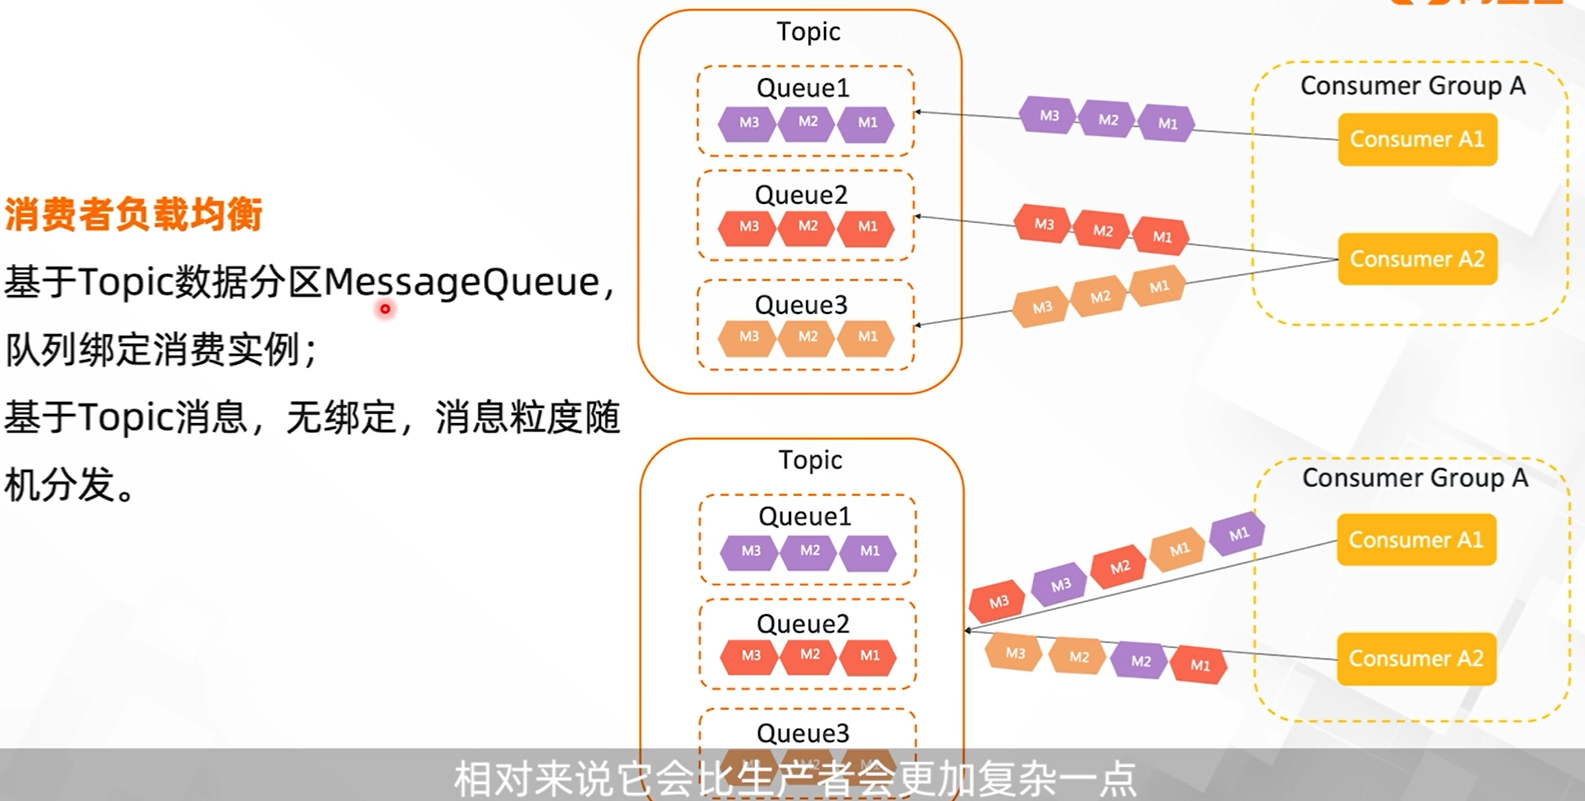 消费者负载均衡
基于Topic数据分区MessageQueue，
队列绑定消费实例；
基于Topic消息，无绑定，消息粒度随
机分发。
Topic
Queue1
M3 M2 M1
Queue2
M3 M2 M1
Queue3
M3 M2 M1
M3 M2 M1
M3 M2 M1
M3 M2 M1
Consumer Group A
Consumer A1
Consumer A2
Topic
Queue1
M3 M2 M1
Queue2
M3 M2 M1
Queue3
M3 M2 M1
M3 M3 M2 M1 M1
M3 M2 M2 M1
Consumer Group A
Consumer A1
Consumer A2
相对来说它会比生产者会更加复杂一点